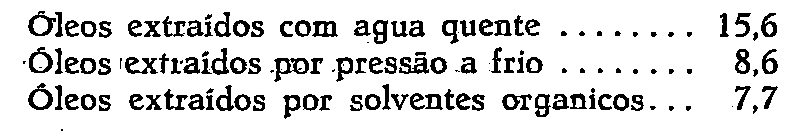 Óleos extraídos com agua quente ........ 15,6
Óleos extraídos por pressão a frio ........ 8,6
Óleos extraídos por solventes organicos... 7,7